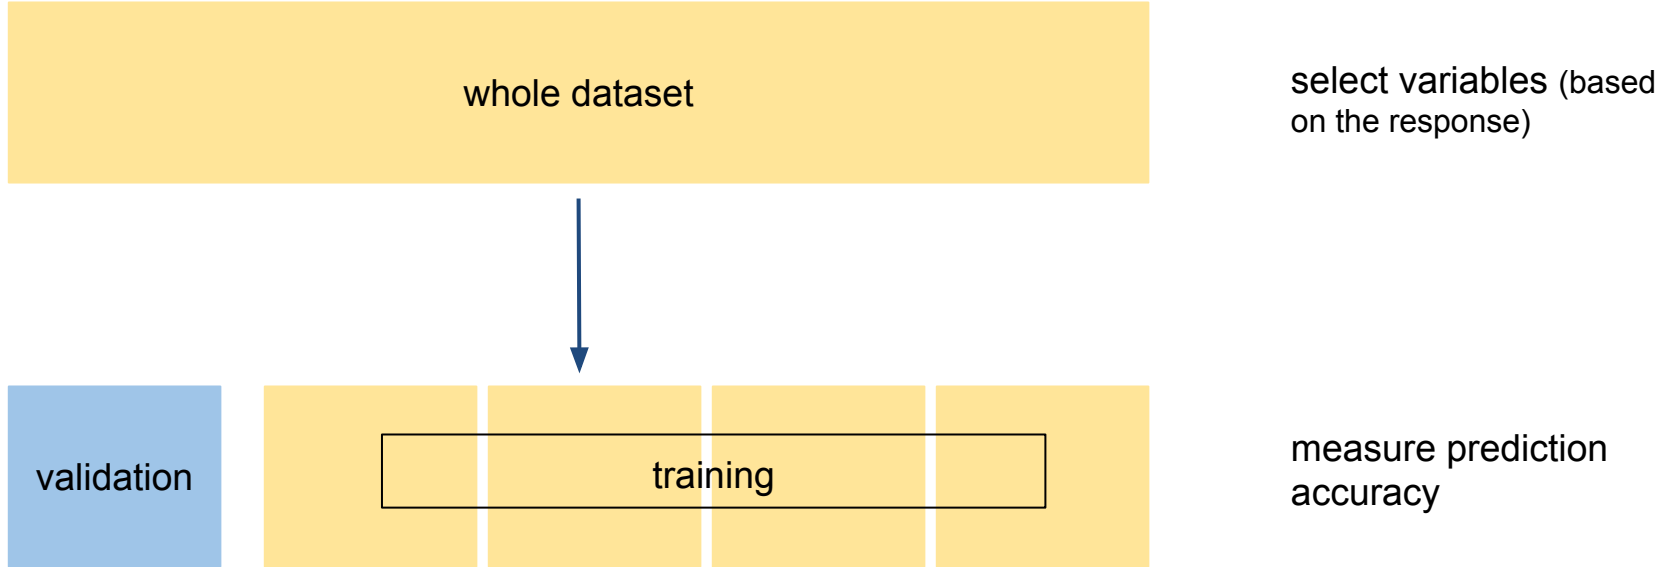 whole dataset
select variables (based
on the response)
validation
training
measure prediction
accuracy